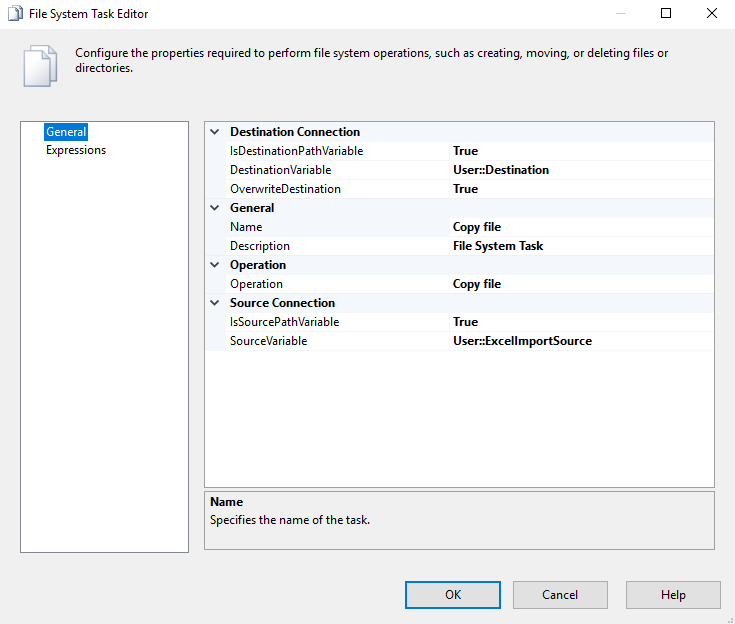 File System Task Editor
Configure the properties required to perform file system operations, such as creating, moving, or deleting files or
directories.
General
Expressions
Destination Connection
IsDestinationPathVariable True
DestinationVariable User::Destination
OverwriteDestination True
General
Name Copy file
Description File System Task
Operation
Operation Copy file
Source Connection
IsSourcePathVariable True
SourceVariable User::ExcelImportSource
Name
Specifies the name of the task.
OK Cancel Help